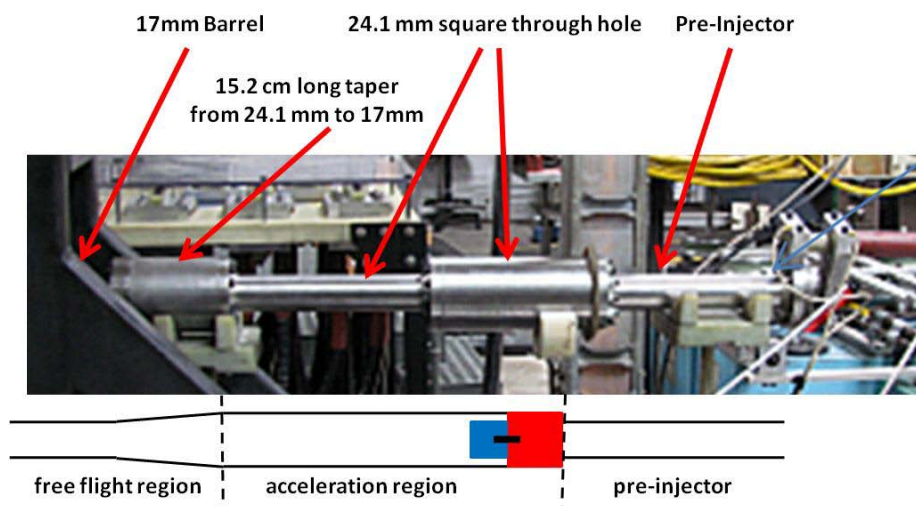 17mm Barrel
24.1 mm square through hole
Pre-Injector
15.2 cm long taper
from 24.1 mm to 17mm
free flight region
acceleration region
pre-injector